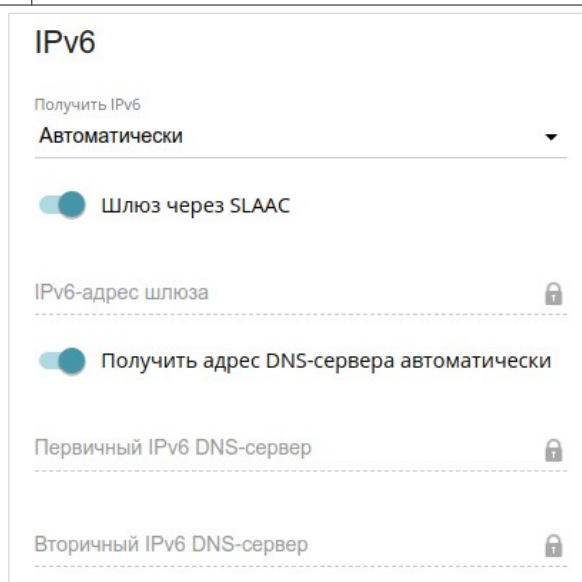 IPv6
Получить IPv6
Автоматически
Шлюз через SLAAC
IPv6-адрес шлюза
Получить адрес DNS-сервера автоматически
Первичный IPv6 DNS-сервер
Вторичный IPv6 DNS-сервер